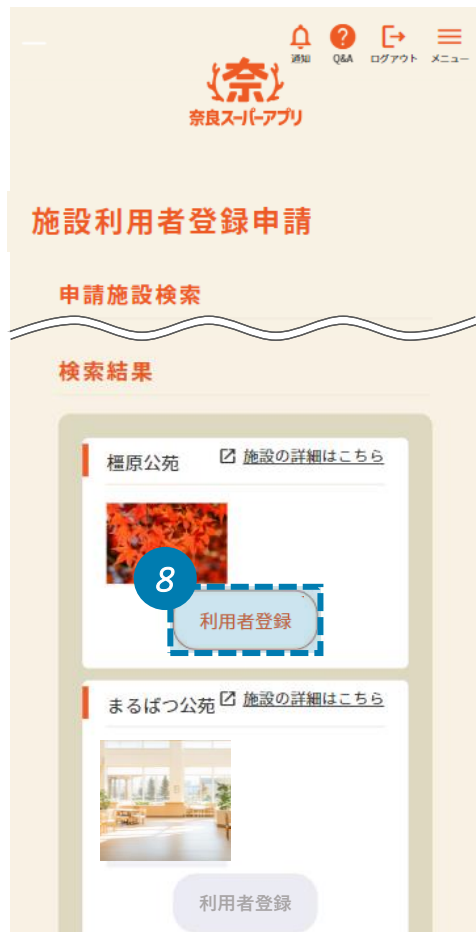 通知 Q&A ログアウト メニュー
奈
奈良スーパーアプリ
施設利用者登録申請
申請施設検索
検索結果
橿原公苑 施設の詳細はこちら
8
利用者登録
まるばつ公苑 施設の詳細はこちら
利用者登録